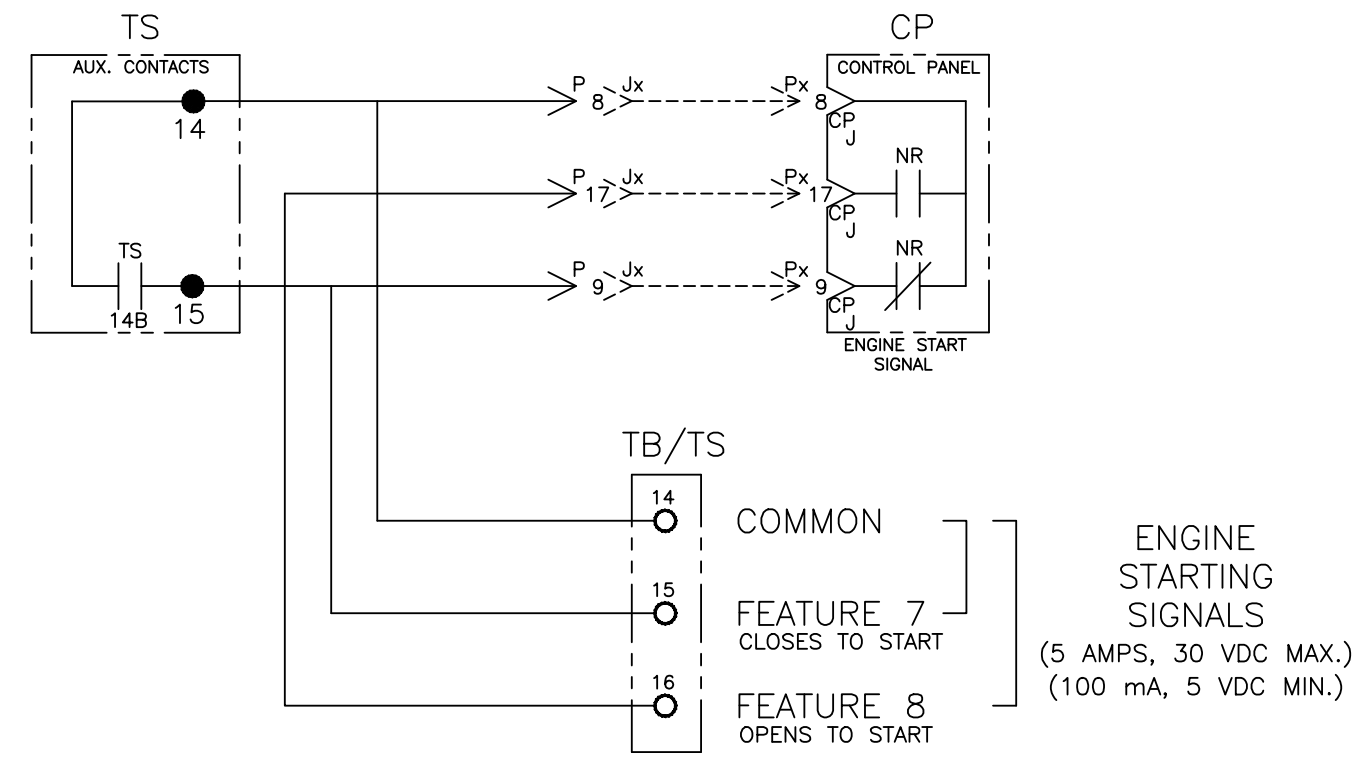 TS
AUX. CONTACTS
14
TS
14B
15
P 8 Jx
Px 8
CP
J
P 17 Jx
Px 17
CP
J
P 9 Jx
Px 9
CP
J
CP
CONTROL PANEL
NR
NR
ENGINE START
SIGNAL
TB/TS
14
COMMON
15
FEATURE 7
CLOSES TO START
16
FEATURE 8
OPENS TO START
ENGINE
STARTING
SIGNALS
(5 AMPS, 30 VDC MAX.)
(100 mA, 5 VDC MIN.)